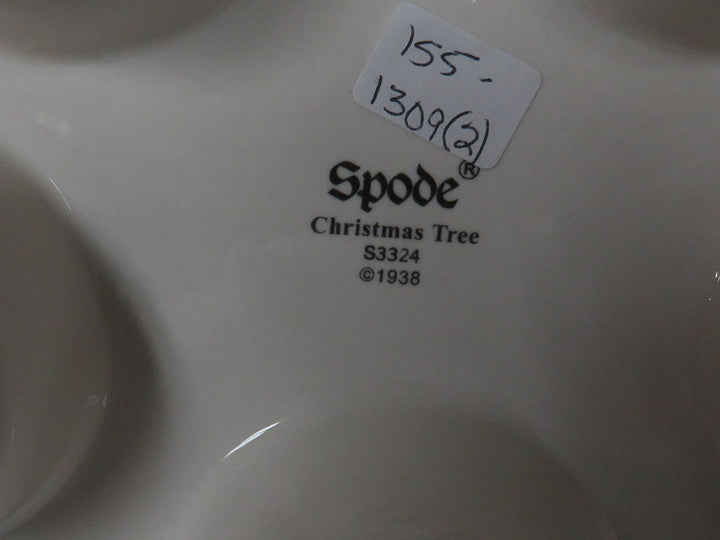 155-
1309(2)
Spode®
Christmas Tree
S3324
©1938